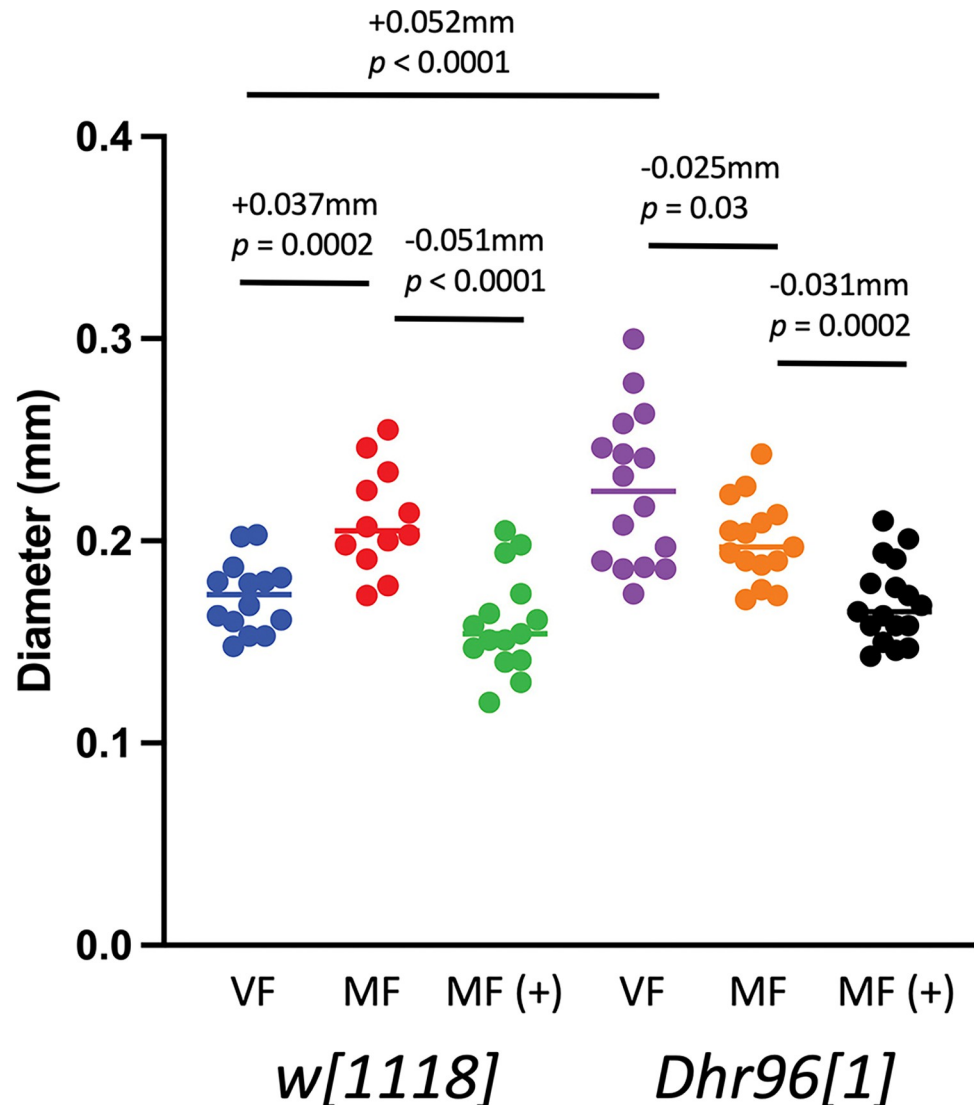 +0.052mm
p < 0.0001
-0.025mm
p = 0.03
+0.037mm
p = 0.0002
-0.051mm
p < 0.0001
-0.031mm
p = 0.0002
Diameter (mm)
0.4
0.3
0.2
0.1
0.0
VF MF MF (+) VF MF MF (+)
w[1118] Dhr96[1]